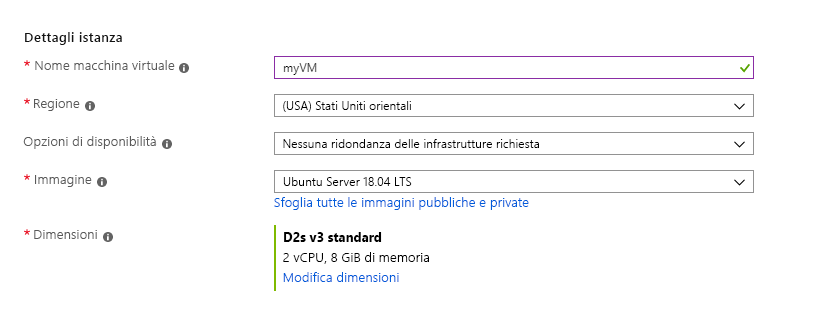 Dettagli istanza
* Nome macchina virtuale
myVM
* Regione
(USA) Stati Uniti orientali
Opzioni di disponibilità
Nessuna ridondanza delle infrastrutture richiesta
* Immagine
Ubuntu Server 18.04 LTS
Sfoglia tutte le immagini pubbliche e private
* Dimensioni
D2s v3 standard
2 vCPU, 8 GiB di memoria
Modifica dimensioni